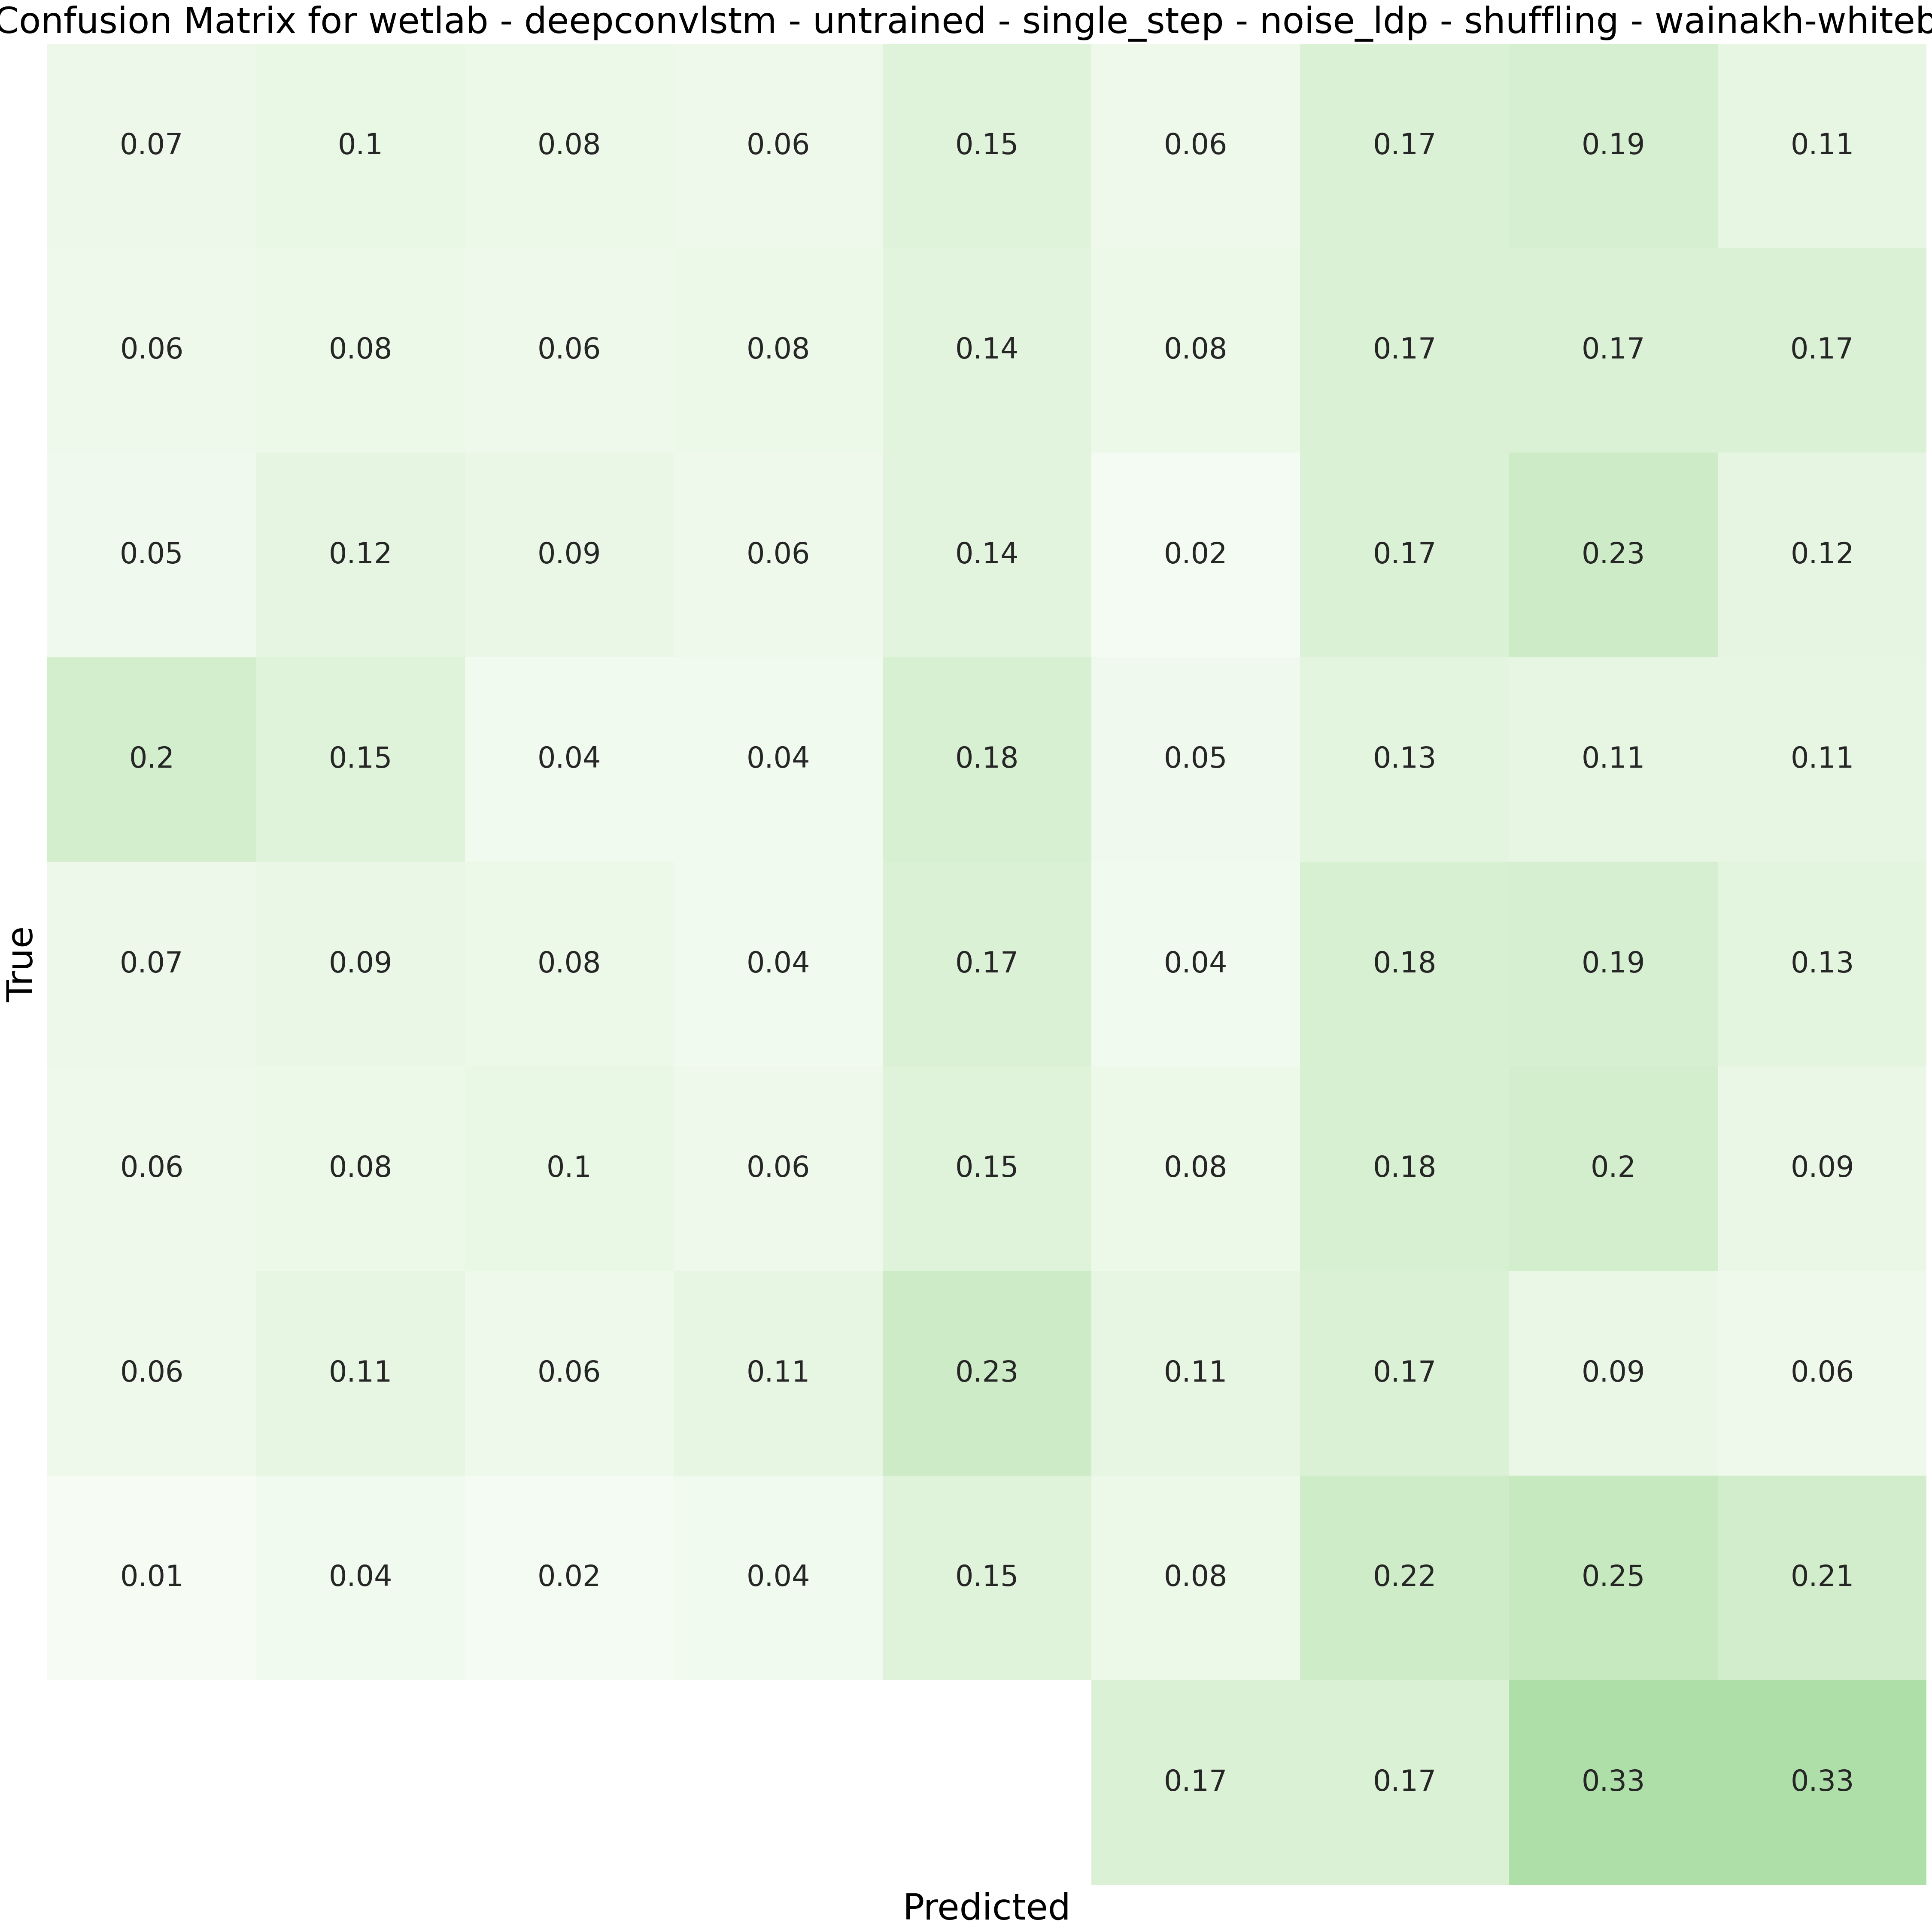 Confusion Matrix for wetlab - deepconvlstm - untrained - single_step - noise_ldp - shuffling - wainakh-whiteb
0.07 0.1 0.08 0.06 0.15 0.06 0.17 0.19 0.11
0.06 0.08 0.06 0.08 0.14 0.08 0.17 0.17 0.17
0.05 0.12 0.09 0.06 0.14 0.02 0.17 0.23 0.12
0.2 0.15 0.04 0.04 0.18 0.05 0.13 0.11 0.11
0.07 0.09 0.08 0.04 0.17 0.04 0.18 0.19 0.13
True
0.06 0.08 0.1 0.06 0.15 0.08 0.18 0.2 0.09
0.06 0.11 0.06 0.11 0.23 0.11 0.17 0.09 0.06
0.01 0.04 0.02 0.04 0.15 0.08 0.22 0.25 0.21
0.17 0.17 0.33 0.33
Predicted